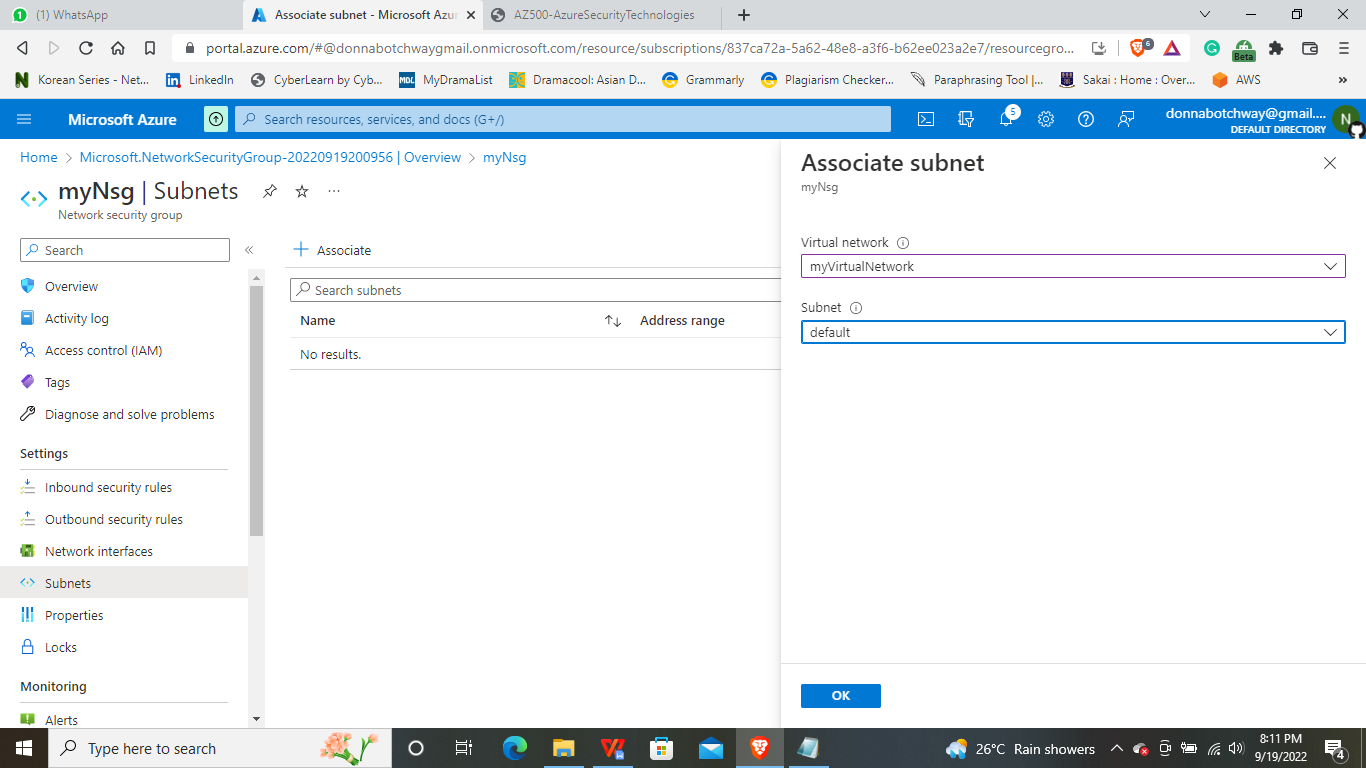 (1) WhatsApp
Associate subnet - Microsoft Azur
AZ500-AzureSecurityTechnologies
portal.azure.com/#@donnabotchwaygmail.onmicrosoft.com/resource/subscriptions/837ca72a-5a62-48e8-a3f6-b62ee023a2e7/resourcegro...
6
Beta
Korean Series - Net...
LinkedIn
CyberLearn by Cyb...
MDL
MyDramaList
Dramacool: Asian D...
Grammarly
Plagiarism Checker...
Paraphrasing Tool |...
Sakai : Home : Over...
AWS
»
Microsoft Azure
Search resources, services, and docs (G+/)
5
donnabotchway@gmail....
DEFAULT DIRECTORY
N
Home > Microsoft.NetworkSecurityGroup-20220919200956 | Overview > myNsg
myNsg | Subnets
...
Network security group
Search
«
Overview
Activity log
Access control (IAM)
Tags
Diagnose and solve problems
Settings
Inbound security rules
Outbound security rules
Network interfaces
Subnets
Properties
Locks
Monitoring
Alerts
+ Associate
Search subnets
Name
Address range
No results.
Associate subnet
myNsg
Virtual network
myVirtualNetwork
Subnet
default
OK
Type here to search
26°C Rain showers
8:11 PM
9/19/2022
4